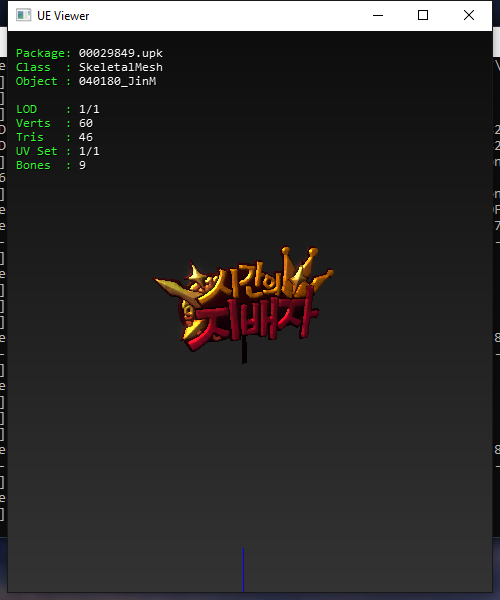 UE Viewer
Package: 00029849.upk
Class  : SkeletalMesh
Object : 040180_JinM
LOD    : 1/1
Verts  : 60
Tris   : 46
UV Set : 1/1
Bones  : 9
시간의
지배자